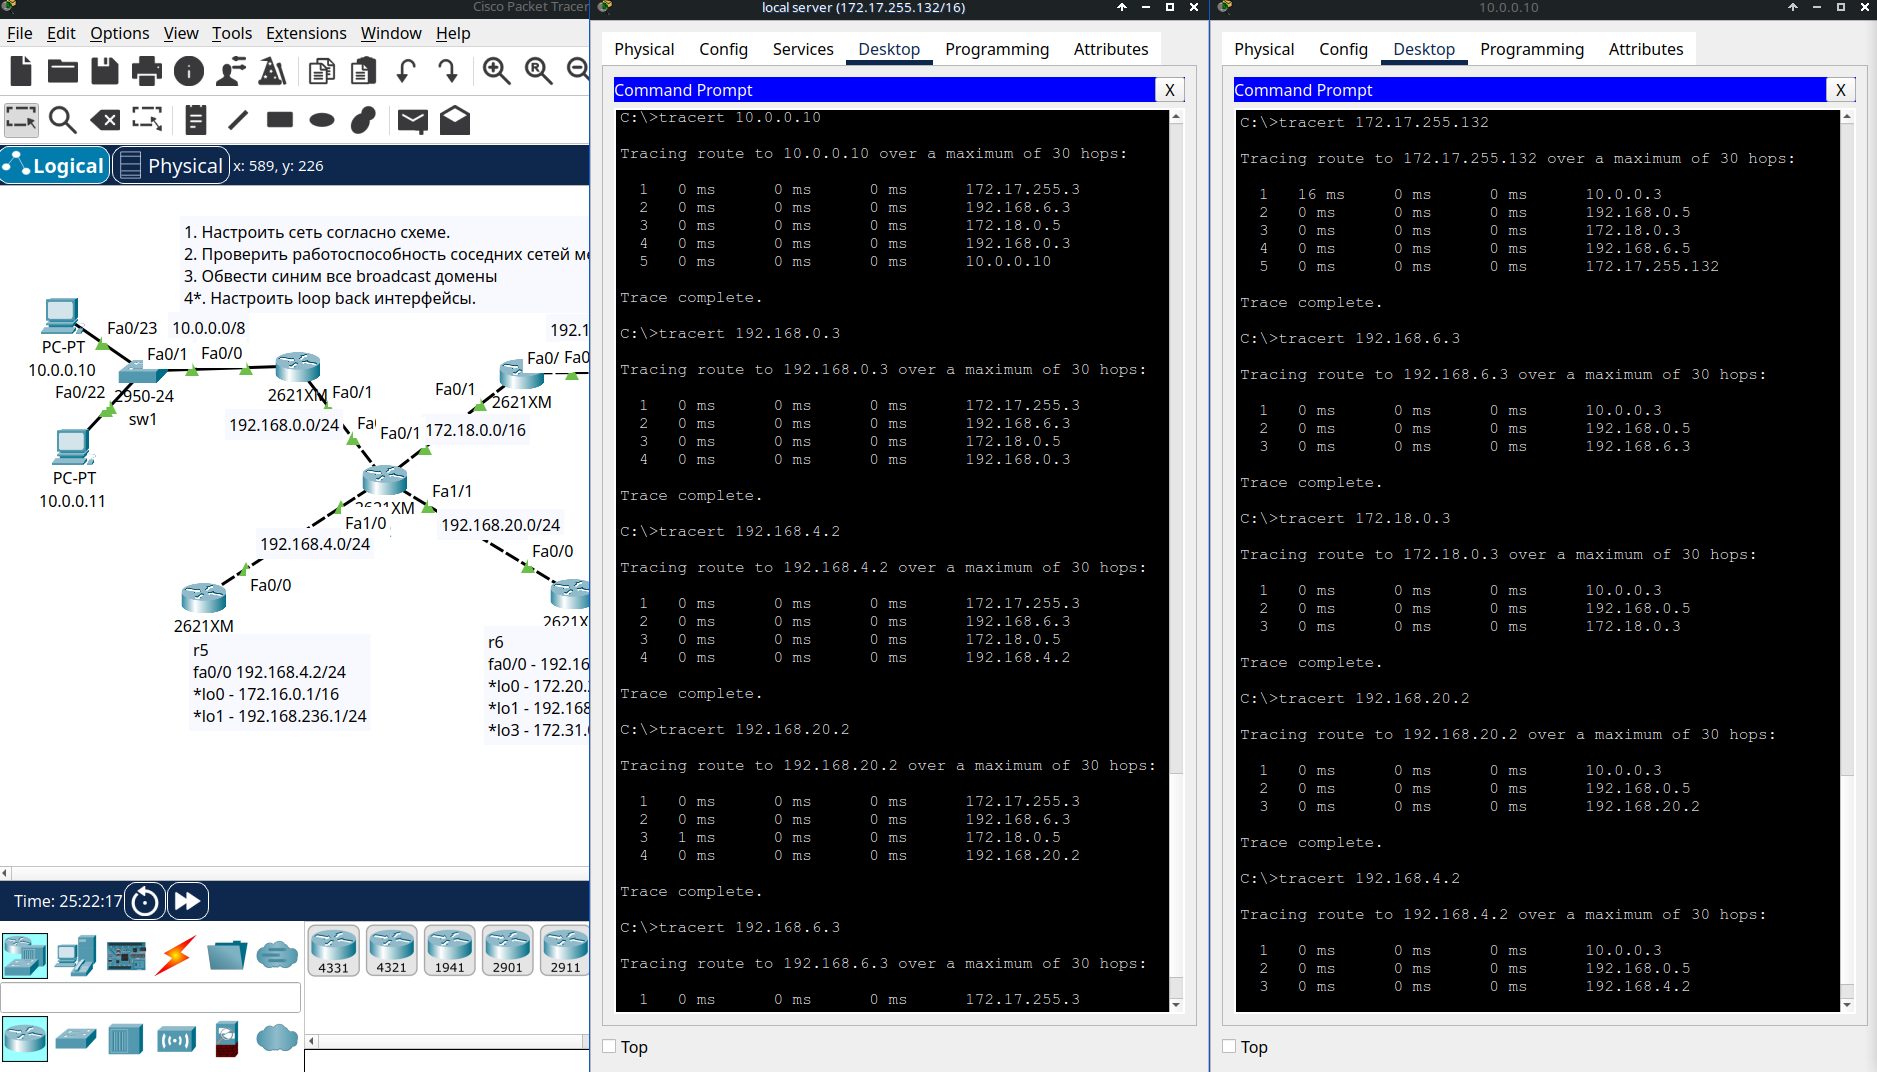 Cisco Packet Tracer
File Edit Options View Tools Extensions Window Help
Logical Physical x: 589, y: 226
1. Настроить сеть согласно схеме.
2. Проверить работоспособность соседних сетей ме
3. Обвести синим все broadcast домены
4*. Настроить loop back интерфейсы.
Fa0/23 10.0.0.0/8
192.1
PC-PT
10.0.0.10
Fa0/1 Fa0/0
Fa0/ Fa0
Fa0/22 2950-24
sw1
2621XM Fa0/1
Fa0/1
2621XM
192.168.0.0/24 Fa
Fa0/1 172.18.0.0/16
PC-PT
10.0.0.11
2621XM
Fa1/1
Fa1/0
192.168.20.0/24
192.168.4.0/24
Fa0/0
Fa0/0
2621XM
2621X
r5
fa0/0 192.168.4.2/24
*lo0 - 172.16.0.1/16
*lo1 - 192.168.236.1/24
r6
fa0/0 - 192.16
*lo0 - 172.20.
*lo1 - 192.168
*lo3 - 172.31.
Time: 25:22:17
4331 4321 1941 2901 2911
local server (172.17.255.132/16)
Physical Config Services Desktop Programming Attributes
Command Prompt X
C:\>tracert 10.0.0.10
Tracing route to 10.0.0.10 over a maximum of 30 hops:
1 0 ms 0 ms 0 ms 172.17.255.3
2 0 ms 0 ms 0 ms 192.168.6.3
3 0 ms 0 ms 0 ms 172.18.0.5
4 0 ms 0 ms 0 ms 192.168.0.3
5 0 ms 0 ms 0 ms 10.0.0.10
Trace complete.
C:\>tracert 192.168.0.3
Tracing route to 192.168.0.3 over a maximum of 30 hops:
1 0 ms 0 ms 0 ms 172.17.255.3
2 0 ms 0 ms 0 ms 192.168.6.3
3 0 ms 0 ms 0 ms 172.18.0.5
4 0 ms 0 ms 0 ms 192.168.0.3
Trace complete.
C:\>tracert 192.168.4.2
Tracing route to 192.168.4.2 over a maximum of 30 hops:
1 0 ms 0 ms 0 ms 172.17.255.3
2 0 ms 0 ms 0 ms 192.168.6.3
3 0 ms 0 ms 0 ms 172.18.0.5
4 0 ms 0 ms 0 ms 192.168.4.2
Trace complete.
C:\>tracert 192.168.20.2
Tracing route to 192.168.20.2 over a maximum of 30 hops:
1 0 ms 0 ms 0 ms 172.17.255.3
2 0 ms 0 ms 0 ms 192.168.6.3
3 1 ms 0 ms 0 ms 172.18.0.5
4 0 ms 0 ms 0 ms 192.168.20.2
Trace complete.
C:\>tracert 192.168.6.3
Tracing route to 192.168.6.3 over a maximum of 30 hops:
1 0 ms 0 ms 0 ms 172.17.255.3
Top
10.0.0.10
Physical Config Desktop Programming Attributes
Command Prompt X
C:\>tracert 172.17.255.132
Tracing route to 172.17.255.132 over a maximum of 30 hops:
1 16 ms 0 ms 0 ms 10.0.0.3
2 0 ms 0 ms 0 ms 192.168.0.5
3 0 ms 0 ms 0 ms 172.18.0.3
4 0 ms 0 ms 0 ms 192.168.6.5
5 0 ms 0 ms 0 ms 172.17.255.132
Trace complete.
C:\>tracert 192.168.6.3
Tracing route to 192.168.6.3 over a maximum of 30 hops:
1 0 ms 0 ms 0 ms 10.0.0.3
2 0 ms 0 ms 0 ms 192.168.0.5
3 0 ms 0 ms 0 ms 192.168.6.3
Trace complete.
C:\>tracert 172.18.0.3
Tracing route to 172.18.0.3 over a maximum of 30 hops:
1 0 ms 0 ms 0 ms 10.0.0.3
2 0 ms 0 ms 0 ms 192.168.0.5
3 0 ms 0 ms 0 ms 172.18.0.3
Trace complete.
C:\>tracert 192.168.20.2
Tracing route to 192.168.20.2 over a maximum of 30 hops:
1 0 ms 0 ms 0 ms 10.0.0.3
2 0 ms 0 ms 0 ms 192.168.0.5
3 0 ms 0 ms 0 ms 192.168.20.2
Trace complete.
C:\>tracert 192.168.4.2
Tracing route to 192.168.4.2 over a maximum of 30 hops:
1 0 ms 0 ms 0 ms 10.0.0.3
2 0 ms 0 ms 0 ms 192.168.0.5
3 0 ms 0 ms 0 ms 192.168.4.2
Top